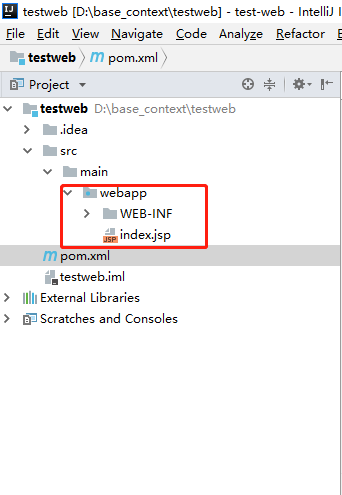 testweb [D:\base_context\testweb] - test-web - IntelliJ I
File Edit View Navigate Code Analyze Refactor
testweb pom.xml
Project
testweb D:\base_context\testweb
.idea
src
main
webapp
WEB-INF
JSP index.jsp
pom.xml
testweb.iml
External Libraries
Scratches and Consoles